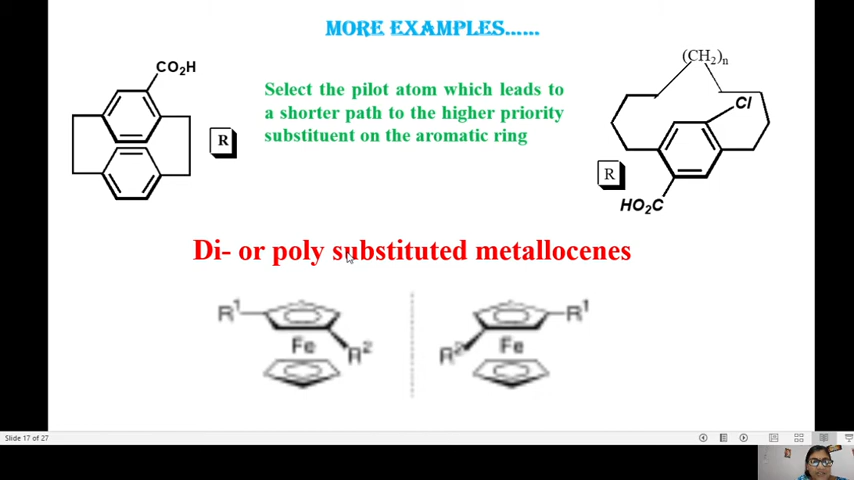 MORE EXAMPLES......
CO2H
Select the pilot atom which leads to
a shorter path to the higher priority
substituent on the aromatic ring
R
(CH2)n
Cl
R
HO2C
Di- or poly substituted metallocenes
R1
Fe
R2
R1
Fe
R2
Slide 17 of 27